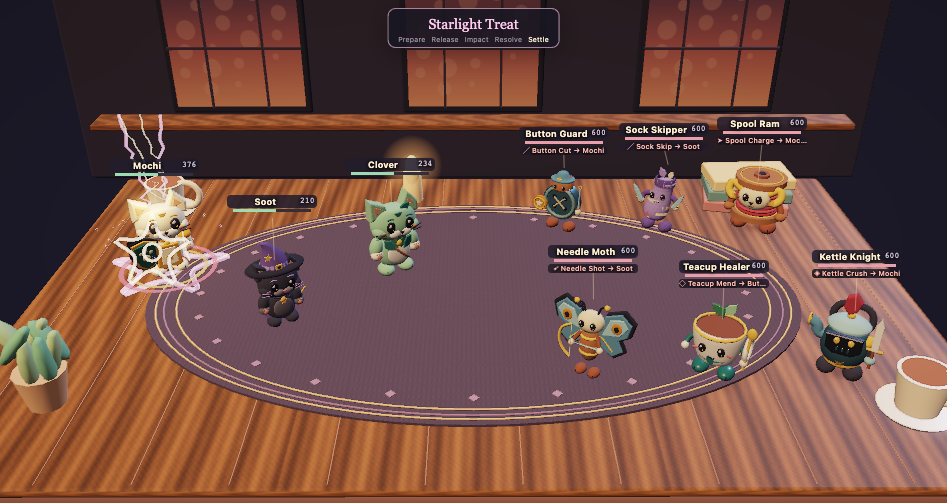 Starlight Treat
Prepare Release Impact Resolve Settle
Mochi 376
Soot 210
Clover 234
Button Guard 600
Button Cut → Mochi
Sock Skipper 600
Sock Skip → Soot
Spool Ram 600
Spool Charge → Moc...
Needle Moth 600
Needle Shot → Soot
Teacup Healer 600
Teacup Mend → But...
Kettle Knight 600
Kettle Crush → Mochi